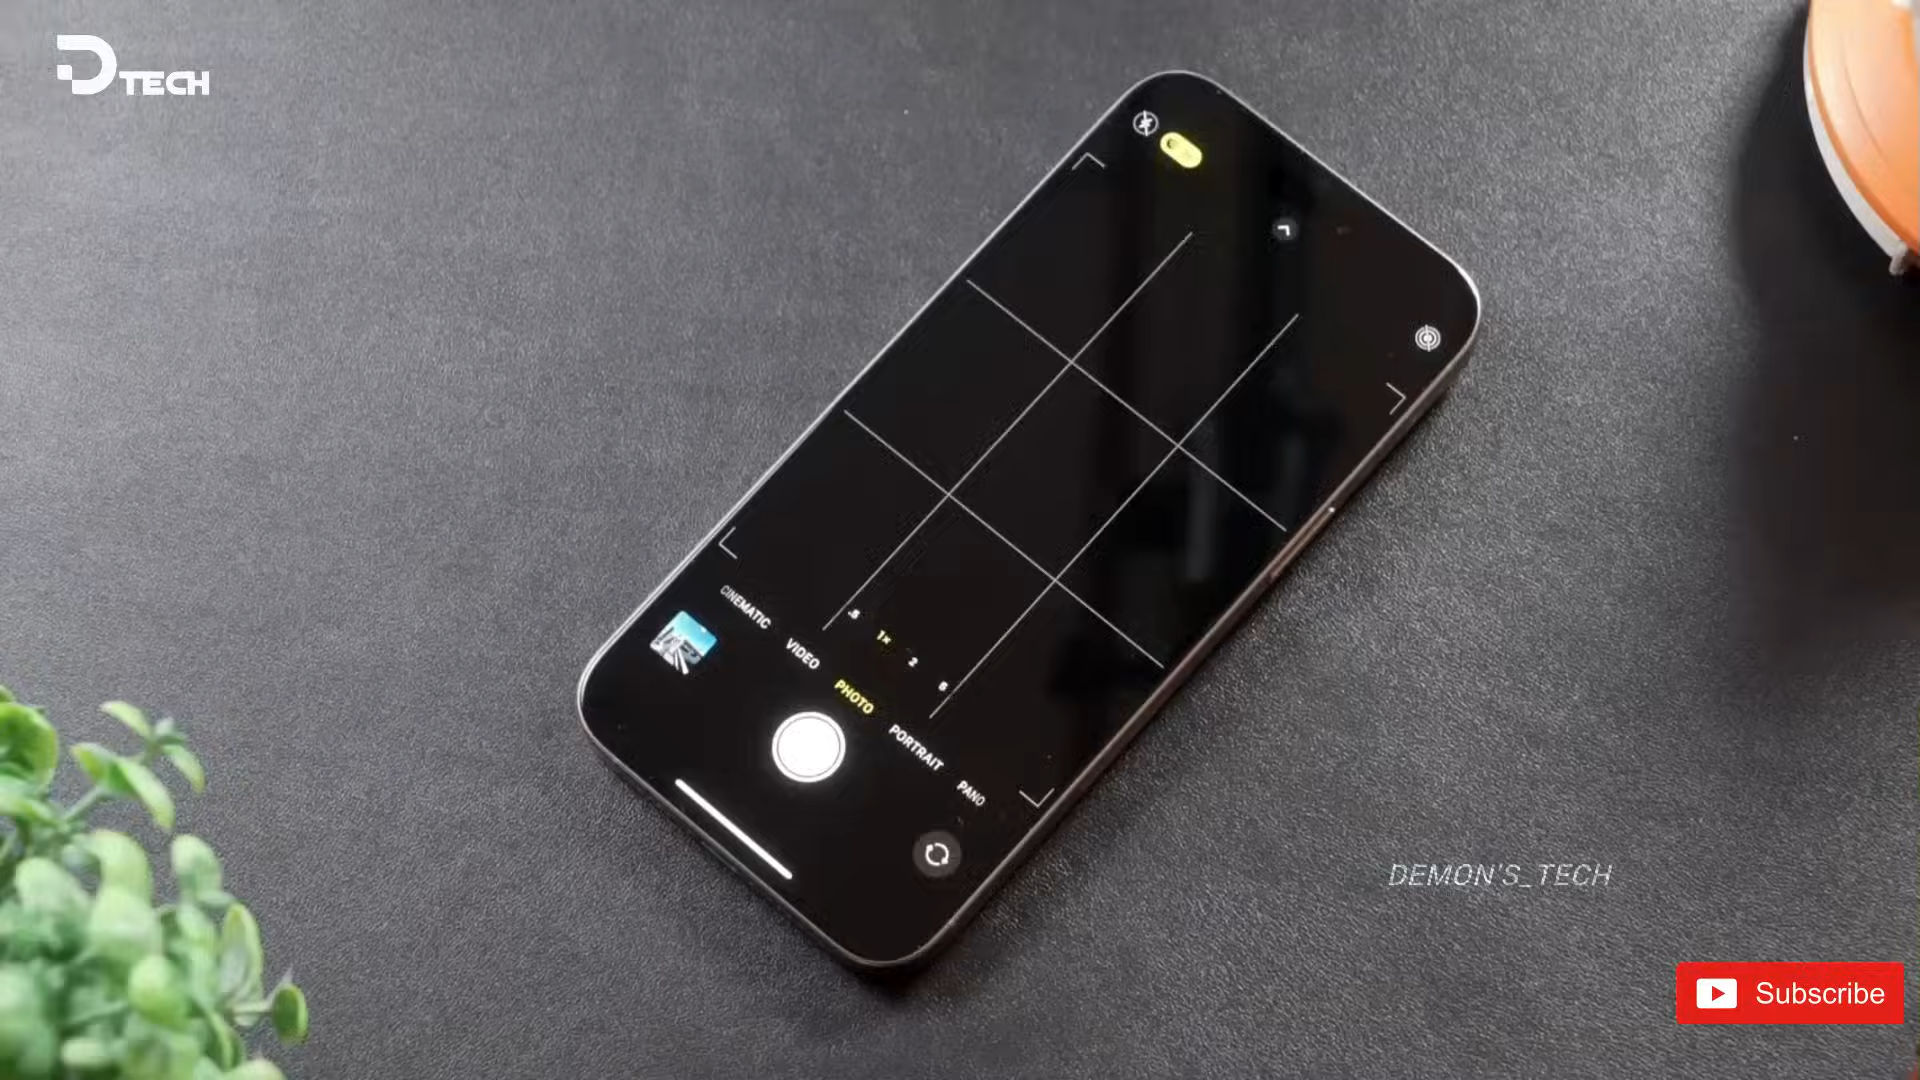 D TECH
CINEMATIC
VIDEO
PHOTO
PORTRAIT
PANO
.5
1x
2
5
DEMON'S_TECH
Subscribe